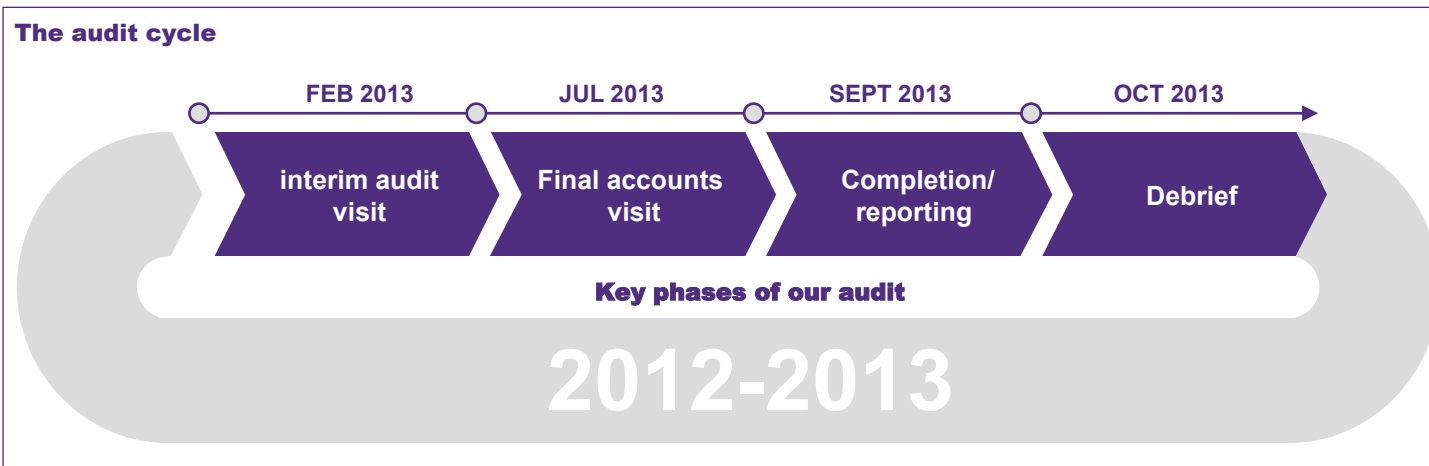 The audit cycle
FEB 2013
JUL 2013
SEPT 2013
OCT 2013
interim audit
visit
Final accounts
visit
Completion/
reporting
Debrief
Key phases of our audit
2012-2013